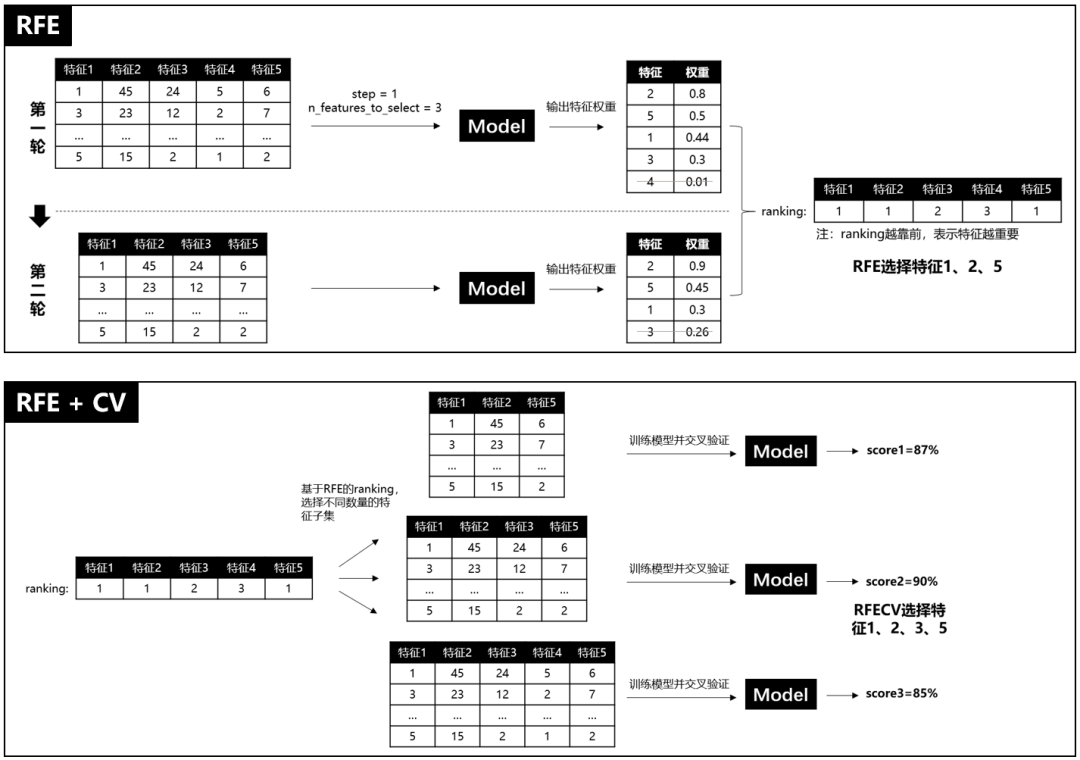 RFE
第一轮
特征1 特征2 特征3 特征4 特征5
1 45 24 5 6
3 23 12 2 7
... ... ... ... ...
5 15 2 1 2
step = 1
n_features_to_select = 3
Model
输出特征权重
特征 权重
2 0.8
5 0.5
1 0.44
3 0.3
4 0.01
第二轮
特征1 特征2 特征3 特征5
1 45 24 6
3 23 12 7
... ... ... ...
5 15 2 2
Model
输出特征权重
特征 权重
2 0.9
5 0.45
1 0.3
3 0.26
ranking:
特征1 特征2 特征3 特征4 特征5
1 1 2 3 1
注：ranking越靠前，表示特征越重要
RFE选择特征1、2、5
RFE + CV
ranking:
特征1 特征2 特征3 特征4 特征5
1 1 2 3 1
基于RFE的ranking，
选择不同数量的特
征子集
特征1 特征2 特征5
1 45 6
3 23 7
... ... ...
5 15 2
训练模型并交叉验证
Model
score1=87%
特征1 特征2 特征3 特征5
1 45 24 6
3 23 12 7
... ... ... ...
5 15 2 2
训练模型并交叉验证
Model
score2=90%
RFECV选择特
征1、2、3、5
特征1 特征2 特征3 特征4 特征5
1 45 24 5 6
3 23 12 2 7
... ... ... ... ...
5 15 2 1 2
训练模型并交叉验证
Model
score3=85%